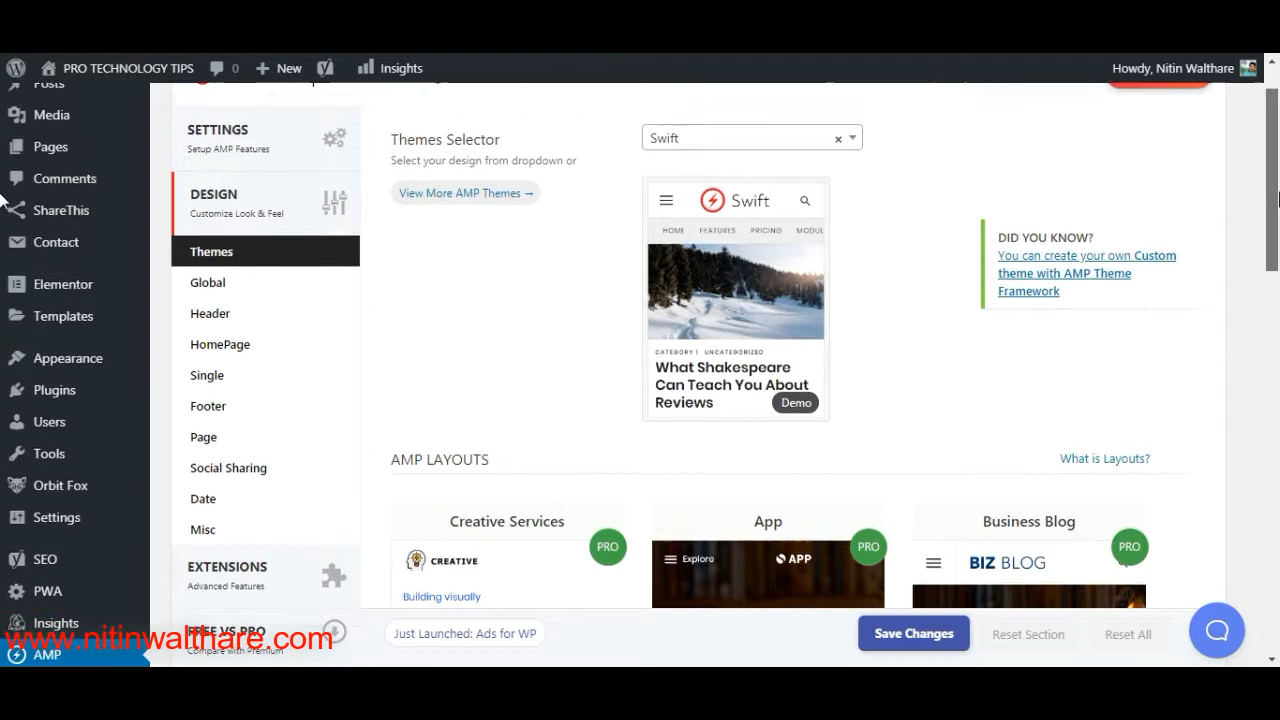 PRO TECHNOLOGY TIPS 0 New Insights Howdy, Nitin Walthare
Posts
Media
Pages
Comments
ShareThis
Contact
Elementor
Templates
Appearance
Plugins
Users
Tools
Orbit Fox
Settings
SEO
PWA
Insights
AMP
SETTINGS
Setup AMP Features
DESIGN
Customize Look & Feel
Themes
Global
Header
HomePage
Single
Footer
Page
Social Sharing
Date
Misc
EXTENSIONS
Advanced Features
FREE VS PRO
Compare with Premium
www.nitinwalthare.com
Themes Selector
Select your design from dropdown or
View More AMP Themes →
Swift
Swift
HOME FEATURES PRICING MODUL
CATEGORY 1 UNCATEGORIZED
What Shakespeare
Can Teach You About
Reviews
Demo
DID YOU KNOW?
You can create your own Custom
theme with AMP Theme
Framework
AMP LAYOUTS
What is Layouts?
Creative Services
PRO
CREATIVE
Building visually
App
PRO
Explore APP
Business Blog
PRO
BIZ BLOG
Just Launched: Ads for WP
Save Changes
Reset Section
Reset All